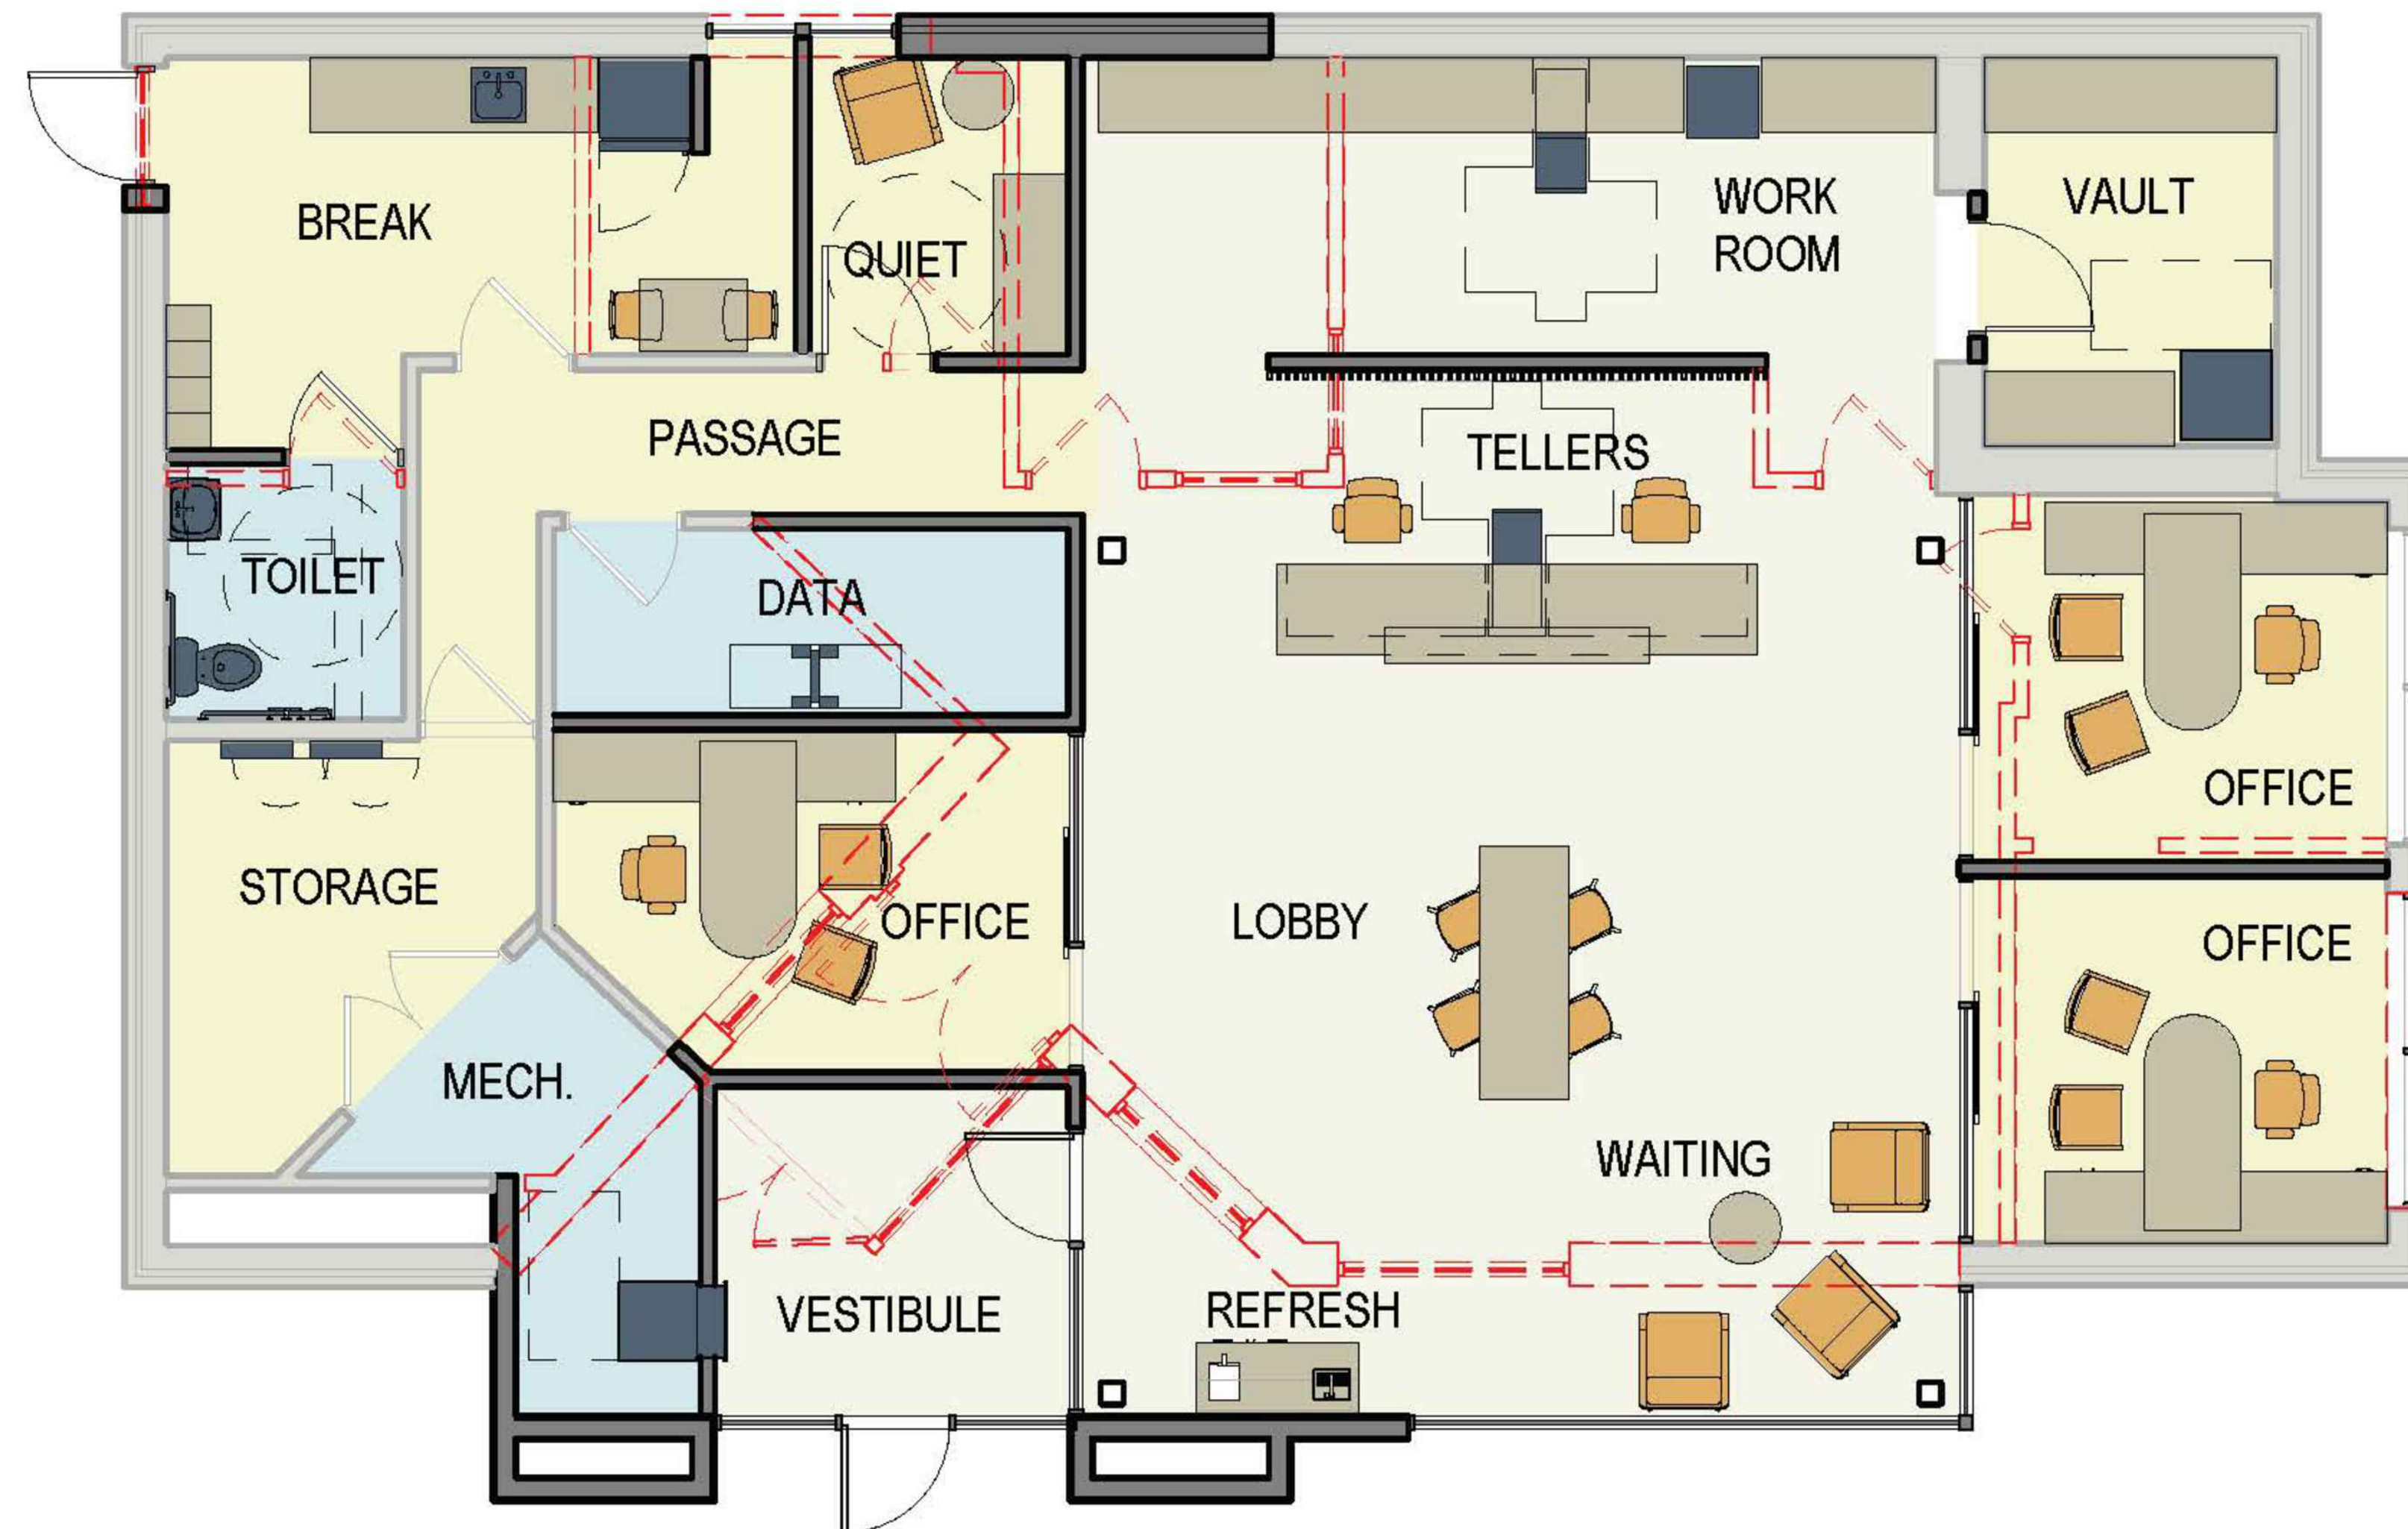 BREAK
QUIET
WORK
ROOM
VAULT
PASSAGE
TELLERS
TOILET
DATA
OFFICE
STORAGE
OFFICE
LOBBY
OFFICE
MECH.
WAITING
VESTIBULE
REFRESH